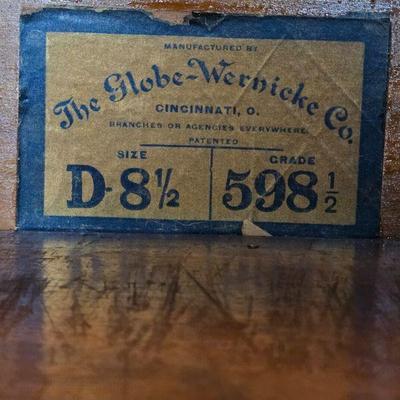 MANUFACTURED BY
The Globe-Wernicke Co.
CINCINNATI, O.
BRANCHES OR AGENCIES EVERYWHERE.
PATENTED
SIZE GRADE
D-8½ 598½